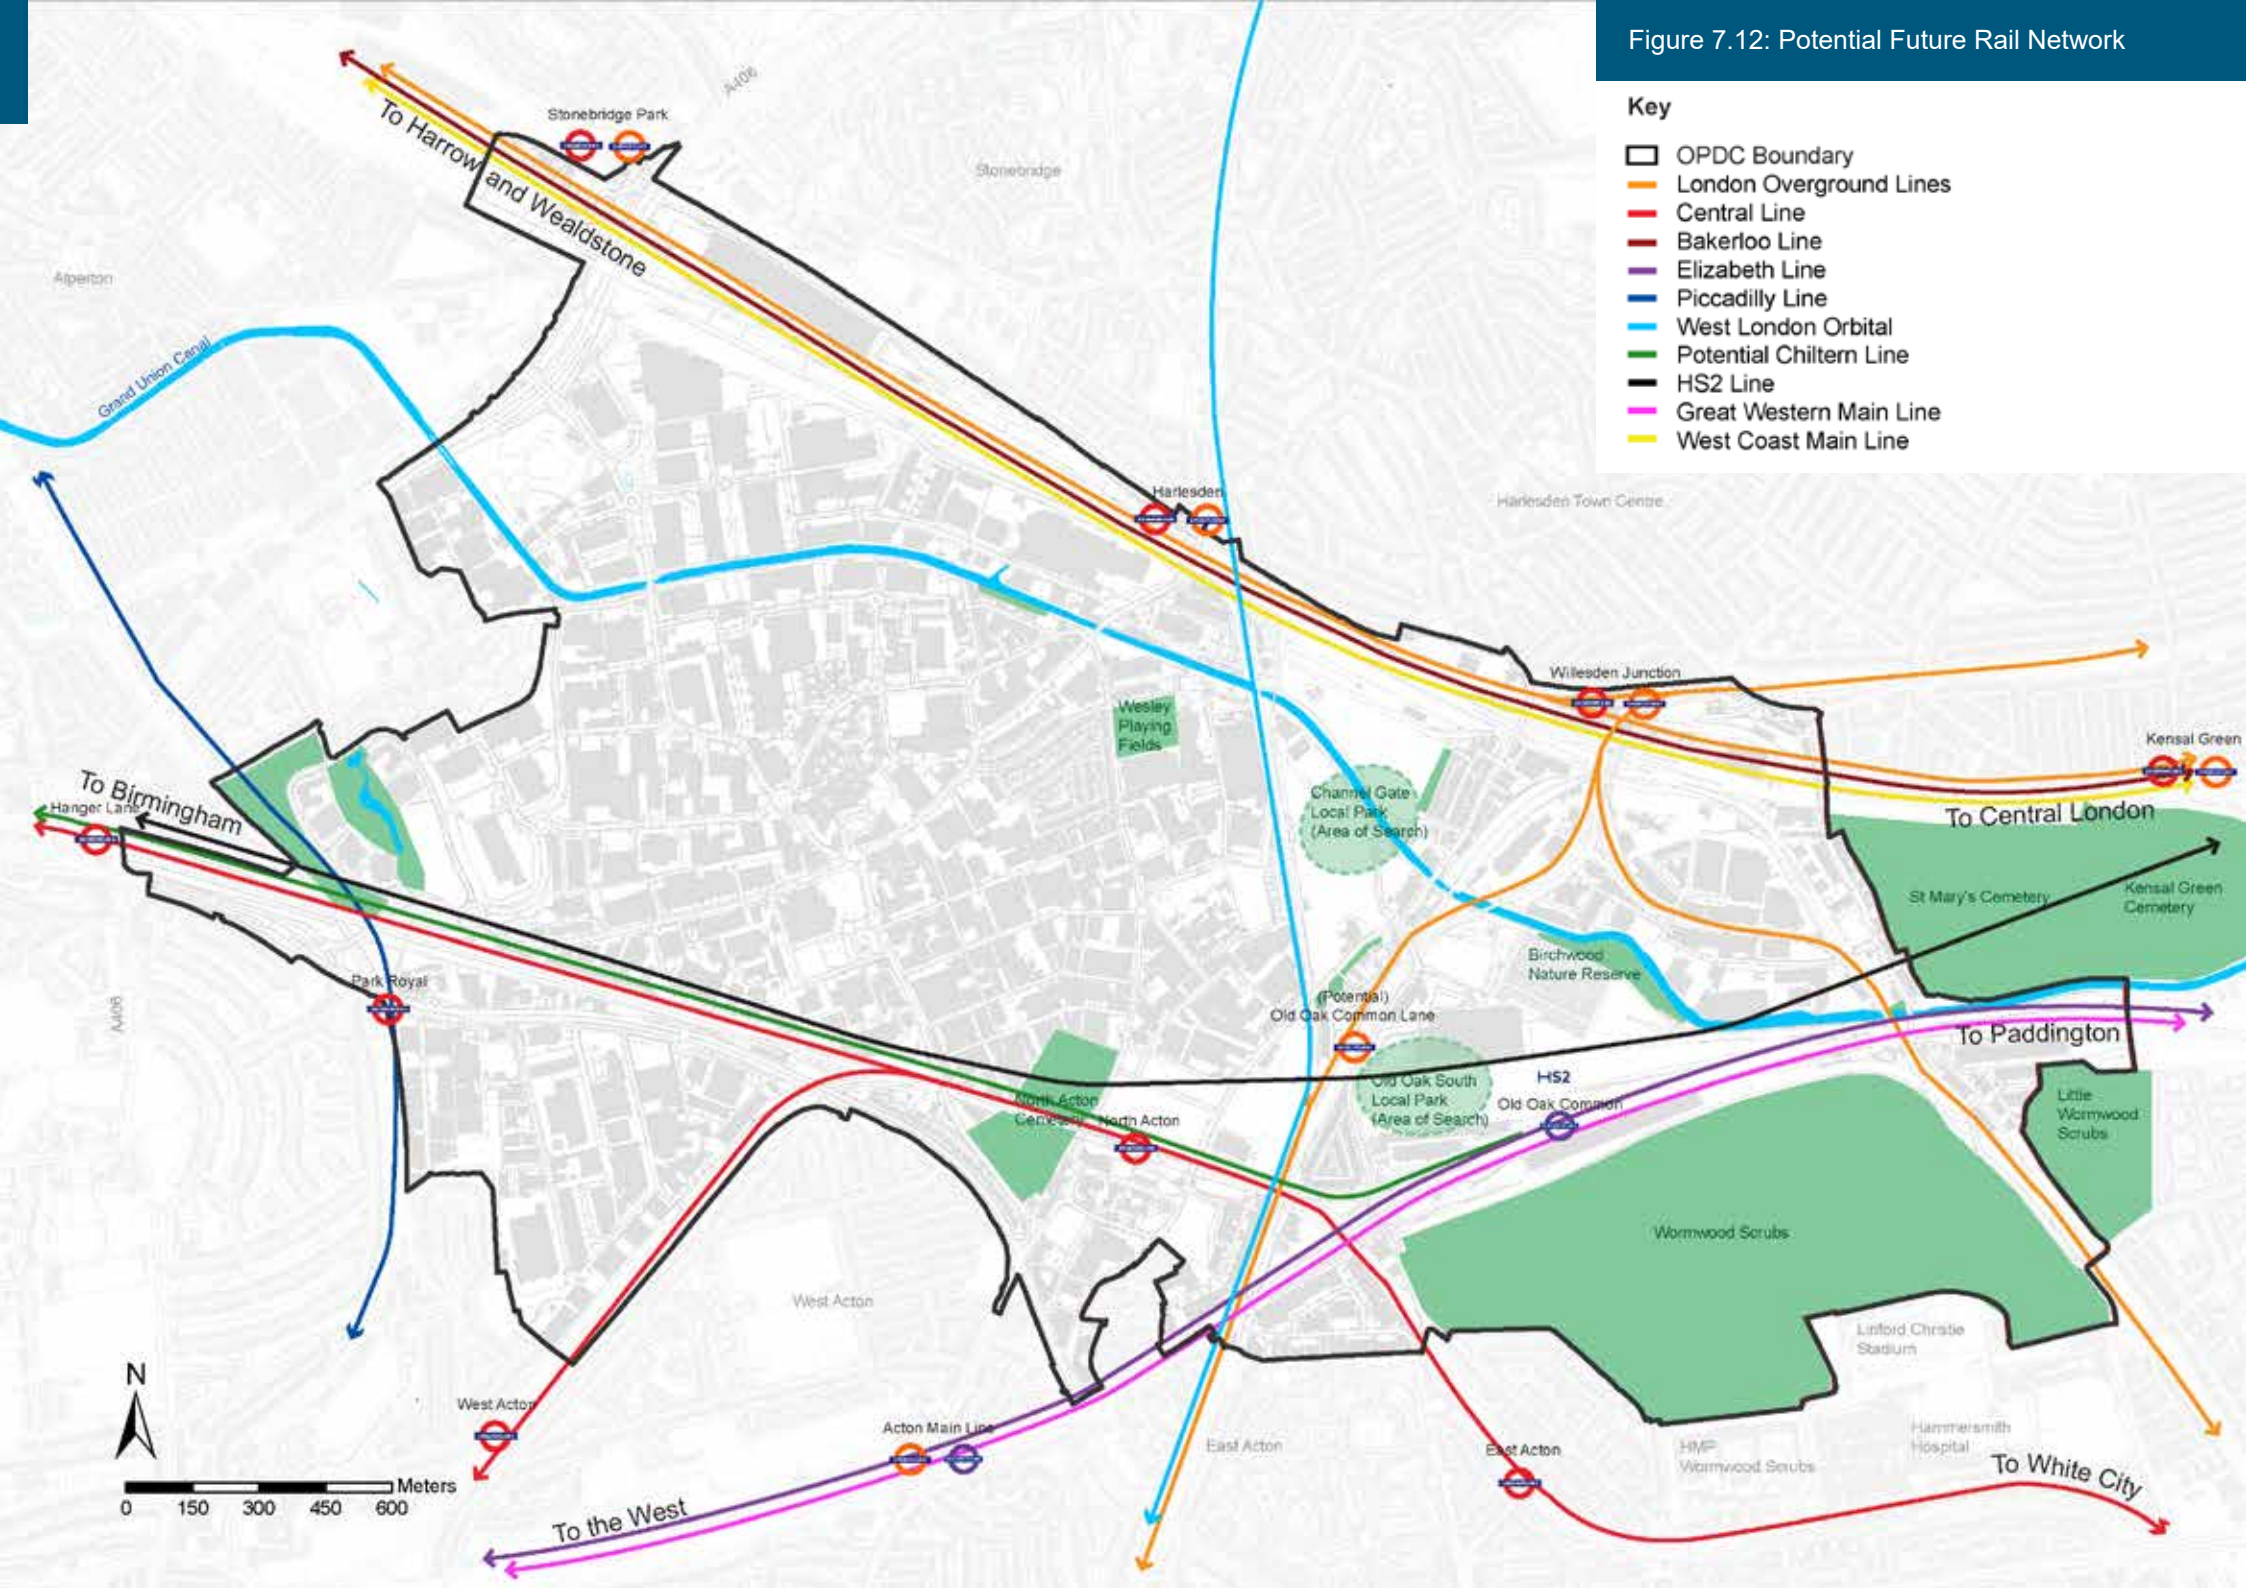 Figure 7.12: Potential Future Rail Network
Key
OPDC Boundary
London Overground Lines
Central Line
Bakerloo Line
Elizabeth Line
Piccadilly Line
West London Orbital
Potential Chiltern Line
HS2 Line
Great Western Main Line
West Coast Main Line
A406
Stonebridge Park
To Harrow and Wealdstone
Stonebridge
Alperton
Grand Union Canal
Harlesden
Harlesden Town Centre
Willesden Junction
Wesley
Playing
Fields
Kensal Green
To Birmingham
Hanger Lane
Channel Gate
Local Park
(Area of Search)
To Central London
St Mary's Cemetery
Kensal Green
Cemetery
Birchwood
Nature Reserve
Park Royal
A406
(Potential)
Old Oak Common Lane
To Paddington
Old Oak South
Local Park
(Area of Search)
HS2
Old Oak Common
North Acton
Cemetery
North Acton
Little
Wormwood
Scrubs
Wormwood Scrubs
West Acton
Linford Christie
Stadium
N
West Acton
Acton Main Line
East Acton
East Acton
HMP
Wormwood Scrubs
Hammersmith
Hospital
To White City
Meters
0 150 300 450 600
To the West